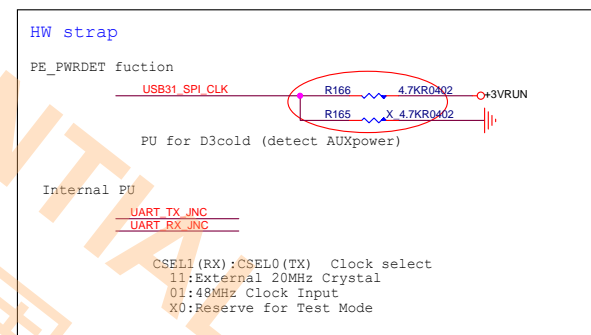 HW strap
PE_PWRDET fuction
USB31_SPI_CLK R166 4.7KR0402 +3VRUN
R165 X_4.7KR0402
PU for D3cold (detect AUXpower)
Internal PU
UART_TX_JNC
UART_RX_JNC
CSEL1(RX):CSEL0(TX) Clock select
11:External 20MHz Crystal
01:48MHz Clock Input
X0:Reserve for Test Mode
NTIAL